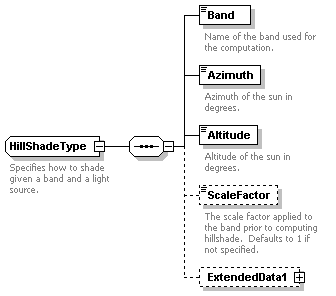 Band
Name of the band used for
the computation.
Azimuth
Azimuth of the sun in
degrees.
HillShadeType
Specifies how to shade
given a band and a light
source.
Altitude
Altitude of the sun in
degrees.
ScaleFactor
The scale factor applied to
the band prior to computing
hillshade. Defaults to 1 if
not specified.
ExtendedData1